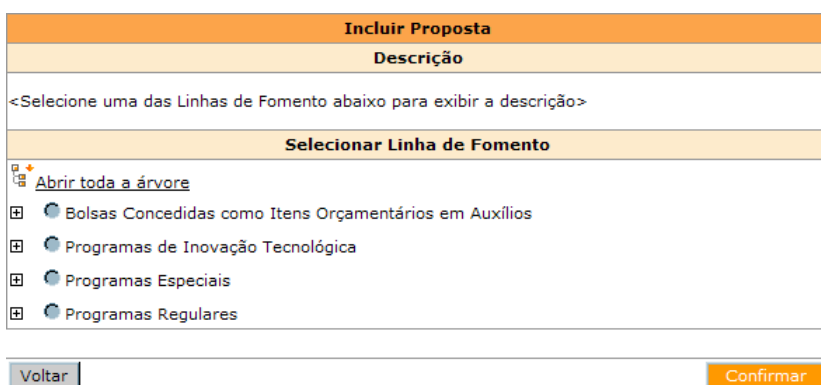 Incluir Proposta
Descrição
<Selecione uma das Linhas de Fomento abaixo para exibir a descrição>
Selecionar Linha de Fomento
Abrir toda a árvore
Bolsas Concedidas como Itens Orçamentários em Auxílios
Programas de Inovação Tecnológica
Programas Especiais
Programas Regulares
Voltar
Confirmar